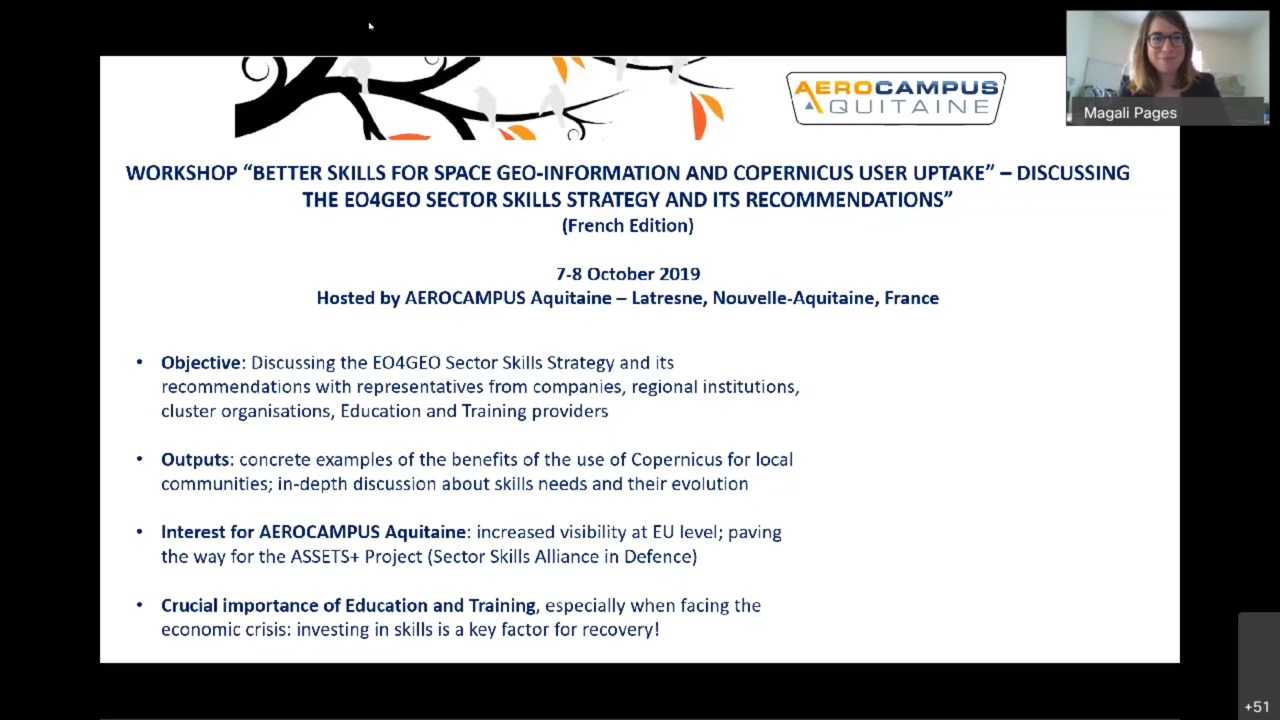 AEROCAMPUS
AQUITAINE
Magali Pages
WORKSHOP “BETTER SKILLS FOR SPACE GEO-INFORMATION AND COPERNICUS USER UPTAKE” – DISCUSSING
THE EO4GEO SECTOR SKILLS STRATEGY AND ITS RECOMMENDATIONS”
(French Edition)
7-8 October 2019
Hosted by AEROCAMPUS Aquitaine – Latresne, Nouvelle-Aquitaine, France
• Objective: Discussing the EO4GEO Sector Skills Strategy and its
recommendations with representatives from companies, regional institutions,
cluster organisations, Education and Training providers
• Outputs: concrete examples of the benefits of the use of Copernicus for local
communities; in-depth discussion about skills needs and their evolution
• Interest for AEROCAMPUS Aquitaine: increased visibility at EU level; paving
the way for the ASSETS+ Project (Sector Skills Alliance in Defence)
• Crucial importance of Education and Training, especially when facing the
economic crisis: investing in skills is a key factor for recovery!
+51